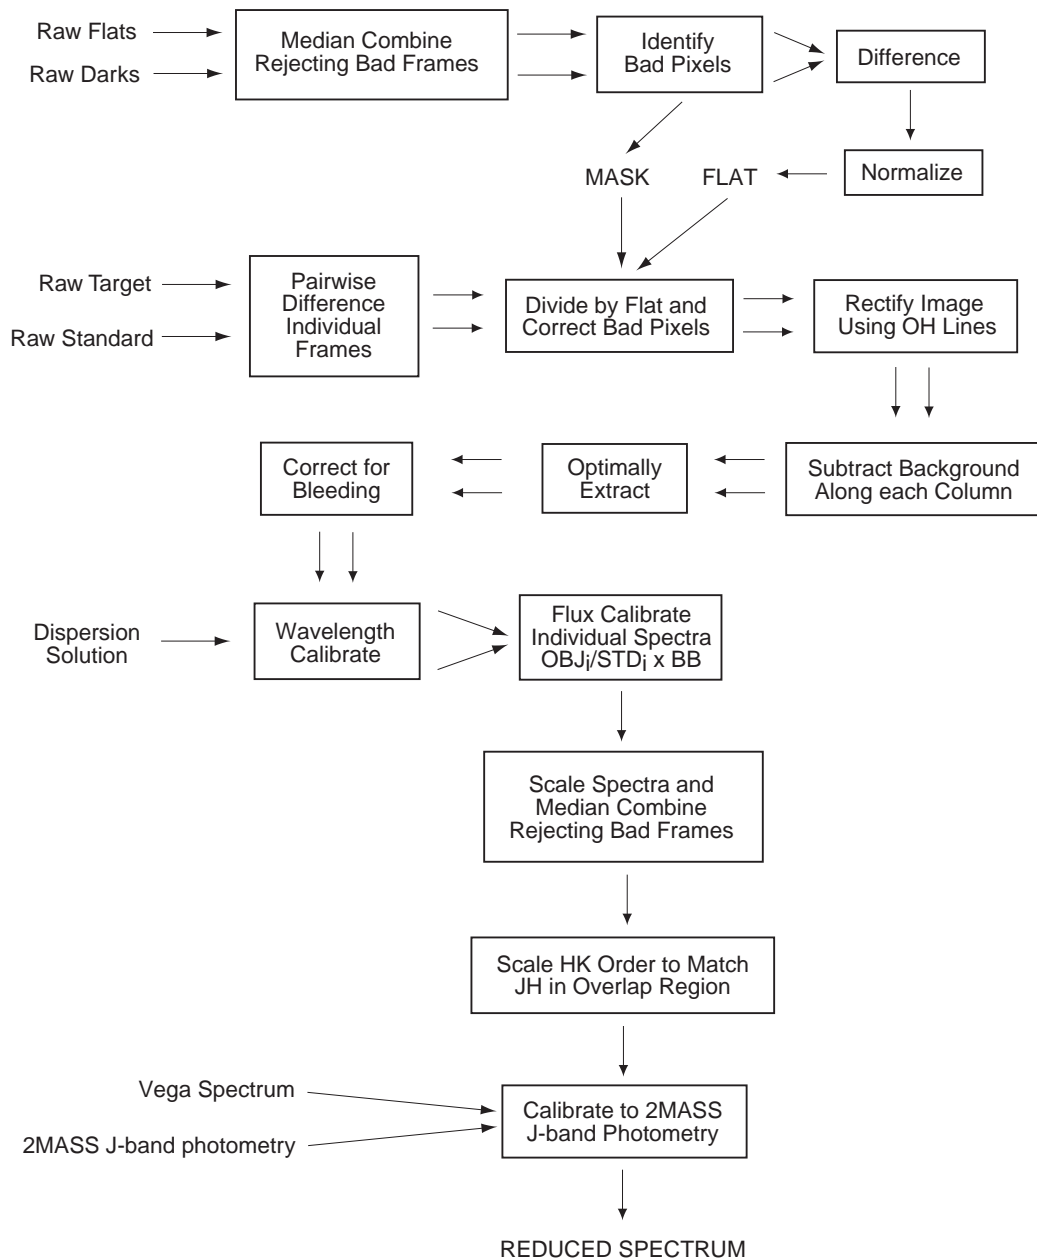 Raw Flats
Raw Darks
Median Combine
Rejecting Bad Frames
Identify
Bad Pixels
Difference
Normalize
MASK
FLAT
Raw Target
Raw Standard
Pairwise
Difference
Individual
Frames
Divide by Flat and
Correct Bad Pixels
Rectify Image
Using OH Lines
Correct for
Bleeding
Optimally
Extract
Subtract Background
Along each Column
Dispersion
Solution
Wavelength
Calibrate
Flux Calibrate
Individual Spectra
OBJi/STDi x BB
Scale Spectra and
Median Combine
Rejecting Bad Frames
Scale HK Order to Match
JH in Overlap Region
Vega Spectrum
2MASS J-band photometry
Calibrate to 2MASS
J-band Photometry
REDUCED SPECTRUM